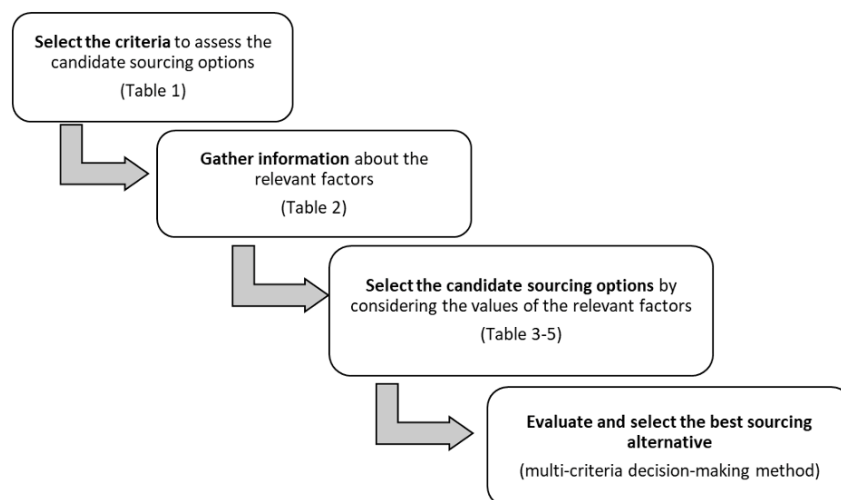 Select the criteria to assess the
candidate sourcing options
(Table 1)
Gather information about the
relevant factors
(Table 2)
Select the candidate sourcing options by
considering the values of the relevant factors
(Table 3-5)
Evaluate and select the best sourcing
alternative
(multi-criteria decision-making method)